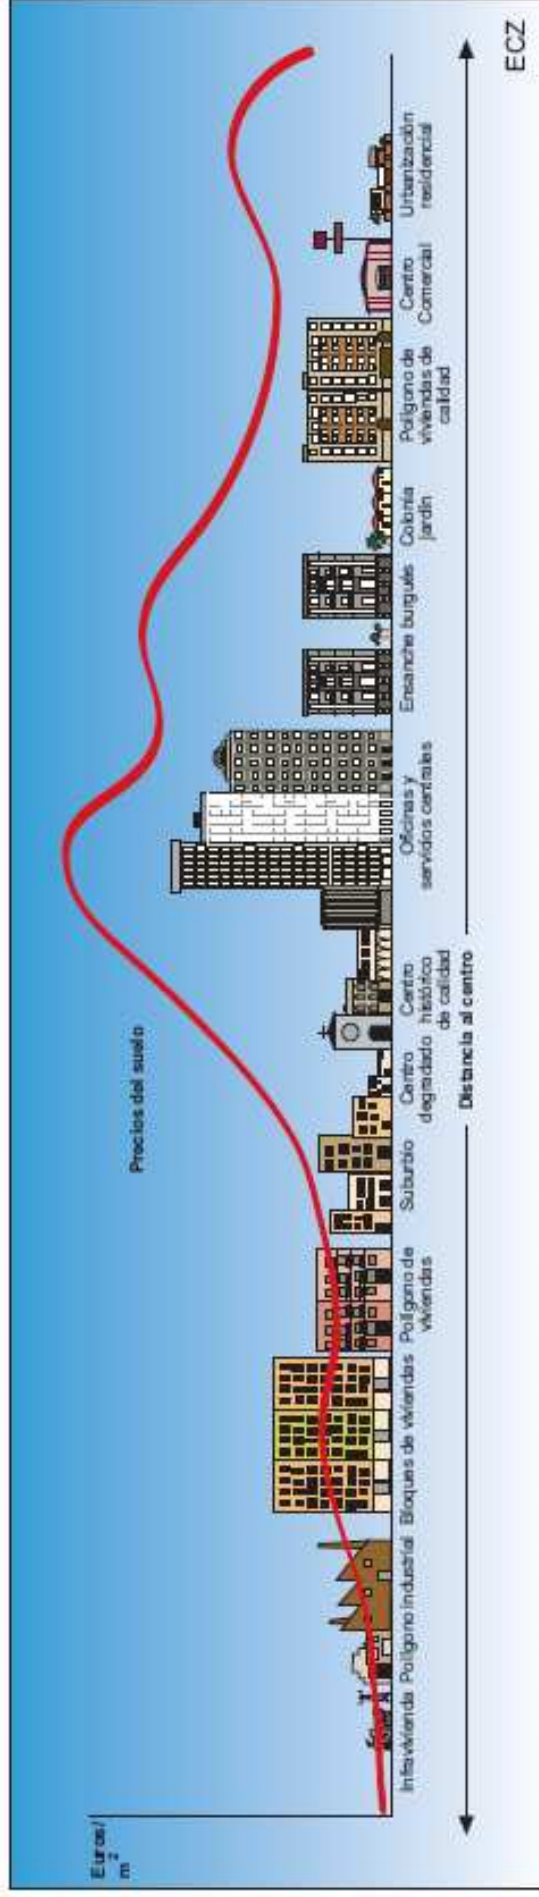 Euros/
m²
Precios del suelo
Infravivienda
Polígono industrial
Bloques de viviendas
Polígono de
viviendas
Suburbio
Centro
degradado
Centro
histórico
de calidad
Oficinas y
servicios centrales
Ensanche burgués
Colonia
jardín
Polígono de
viviendas de
calidad
Centro
Comercial
Urbanización
residencial
Distancia al centro
ECZ